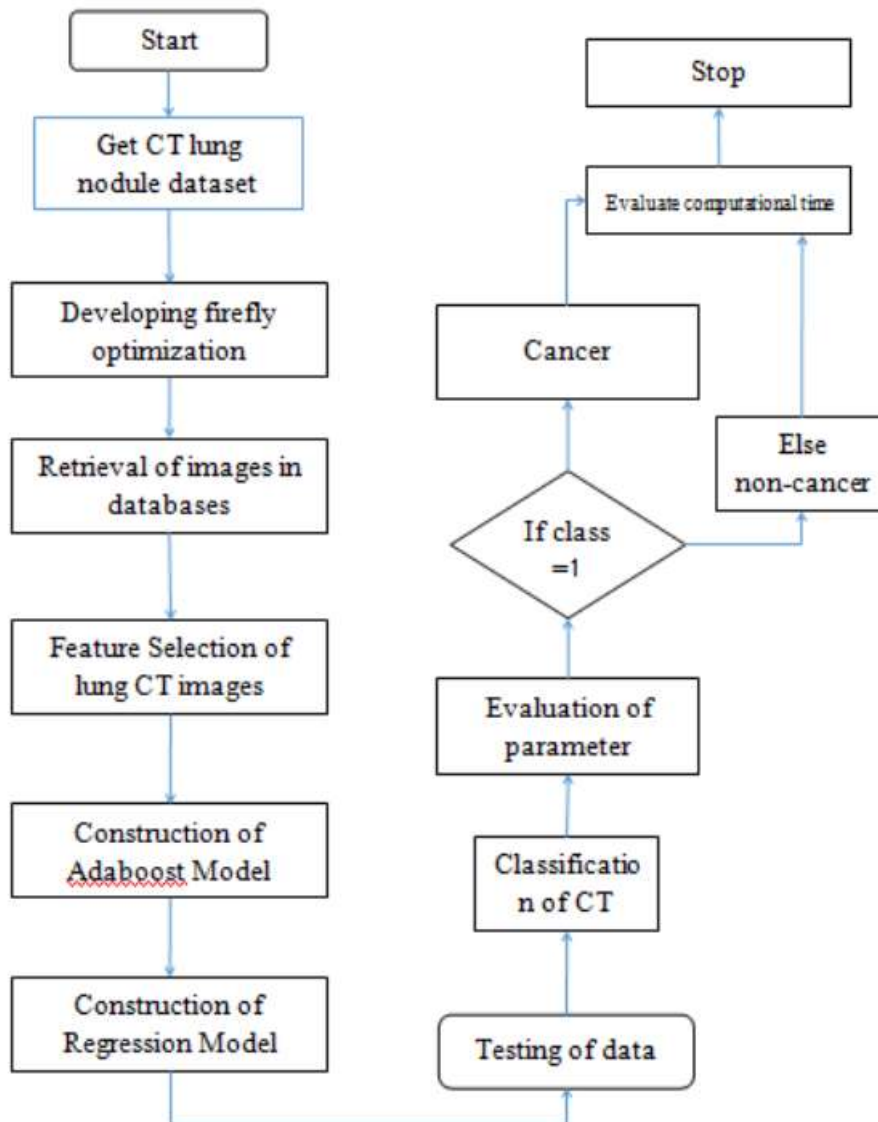 Start
Get CT lung
nodule dataset
Developing firefly
optimization
Retrieval of images in
databases
Feature Selection of
lung CT images
Construction of
Adaboost Model
Construction of
Regression Model
Testing of data
Classificatio
n of CT
Evaluation of
parameter
If class
=1
Cancer
Else
non-cancer
Evaluate computational time
Stop